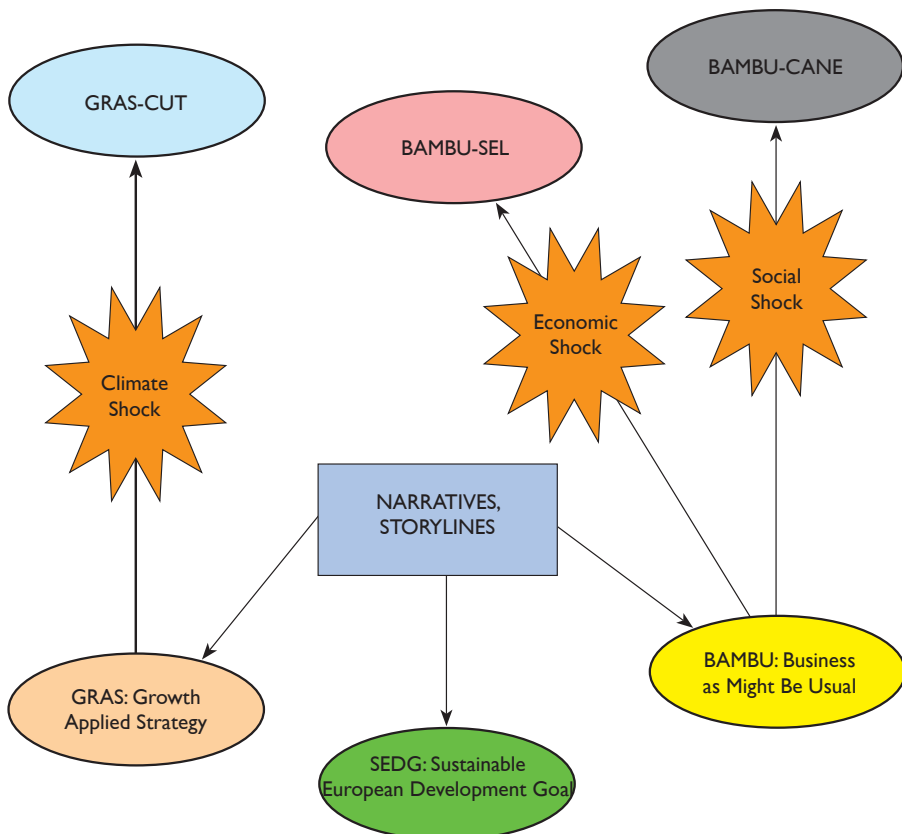 GRAS-CUT
BAMBU-SEL
BAMBU-CANE
Climate
Shock
Economic
Shock
Social
Shock
NARRATIVES,
STORYLINES
GRAS: Growth
Applied Strategy
SEDG: Sustainable
European Development Goal
BAMBU: Business
as Might Be Usual